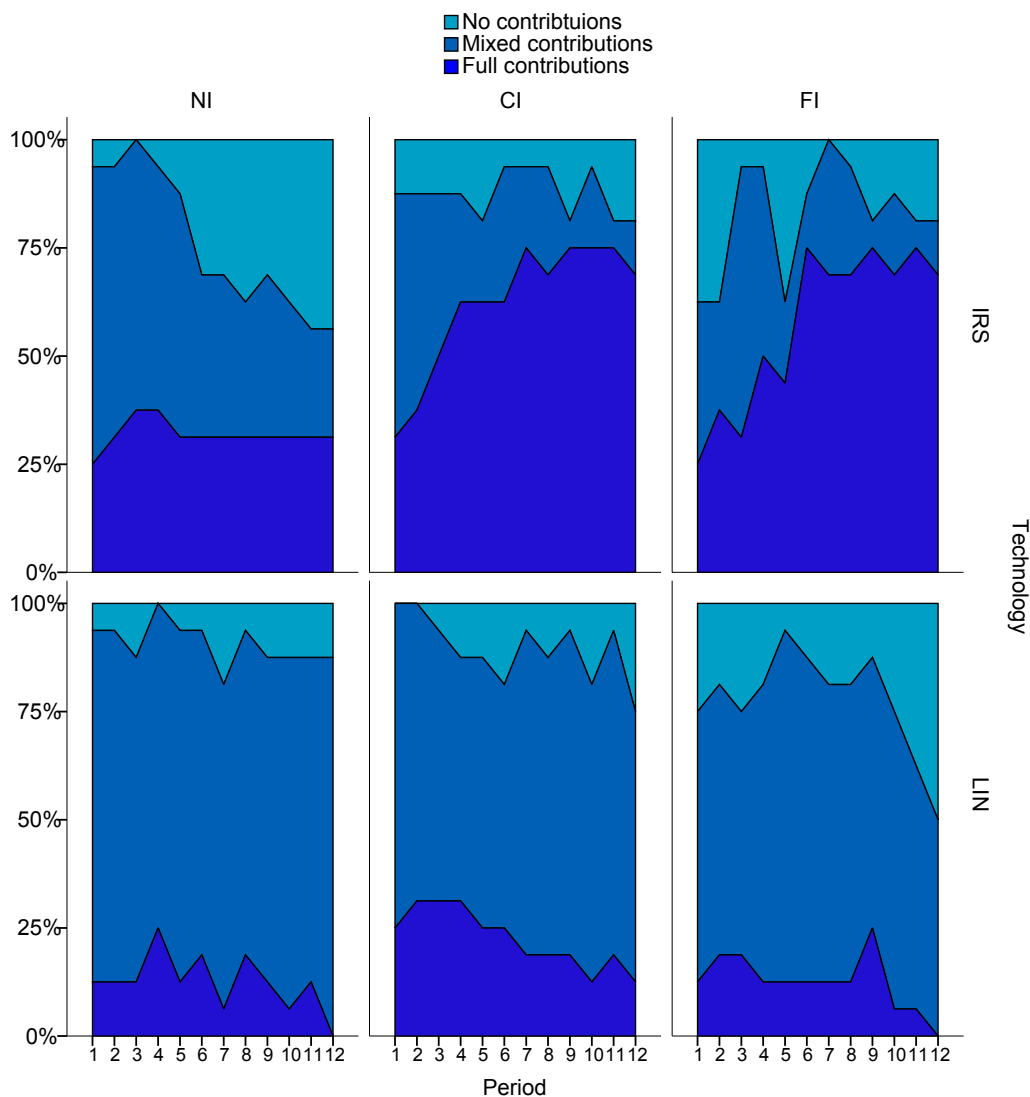 No contribtuions
Mixed contributions
Full contributions
NI CI FI
100%
75%
50%
25%
0%
IRS
100%
75%
50%
25%
0%
LIN
Technology
1 2 3 4 5 6 7 8 9 10 11 12 1 2 3 4 5 6 7 8 9 10 11 12 1 2 3 4 5 6 7 8 9 10 11 12
Period